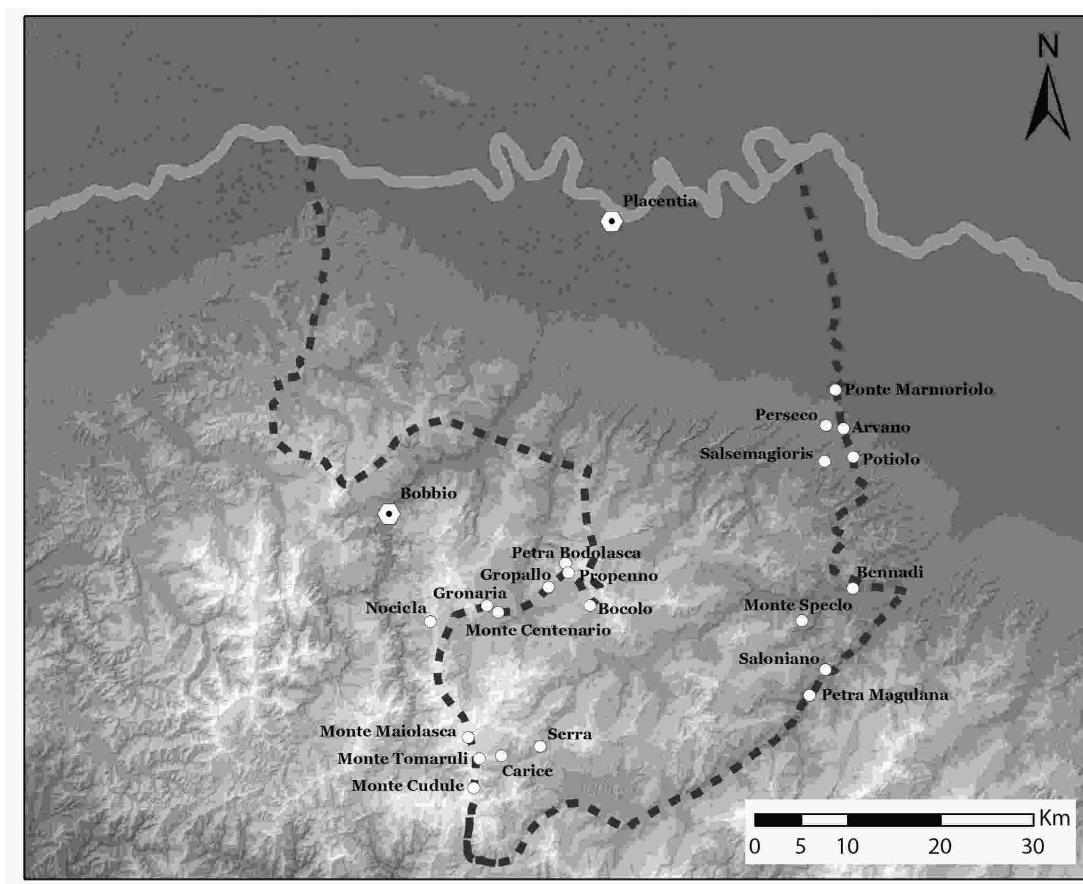 N
Placentia
Ponte Marmoriolo
Perseco
Arvano
Salsemagioris
Potiolo
Bobbio
Petra Bodolasca
Gropallo
Propenno
Bennadi
Gronaria
Nocicla
Bocolo
Monte Speclo
Monte Centenario
Saloniano
Petra Magulana
Monte Maiolasca
Serra
Monte Tomaruli
Carice
Monte Cudule
Km
0 5 10 20 30